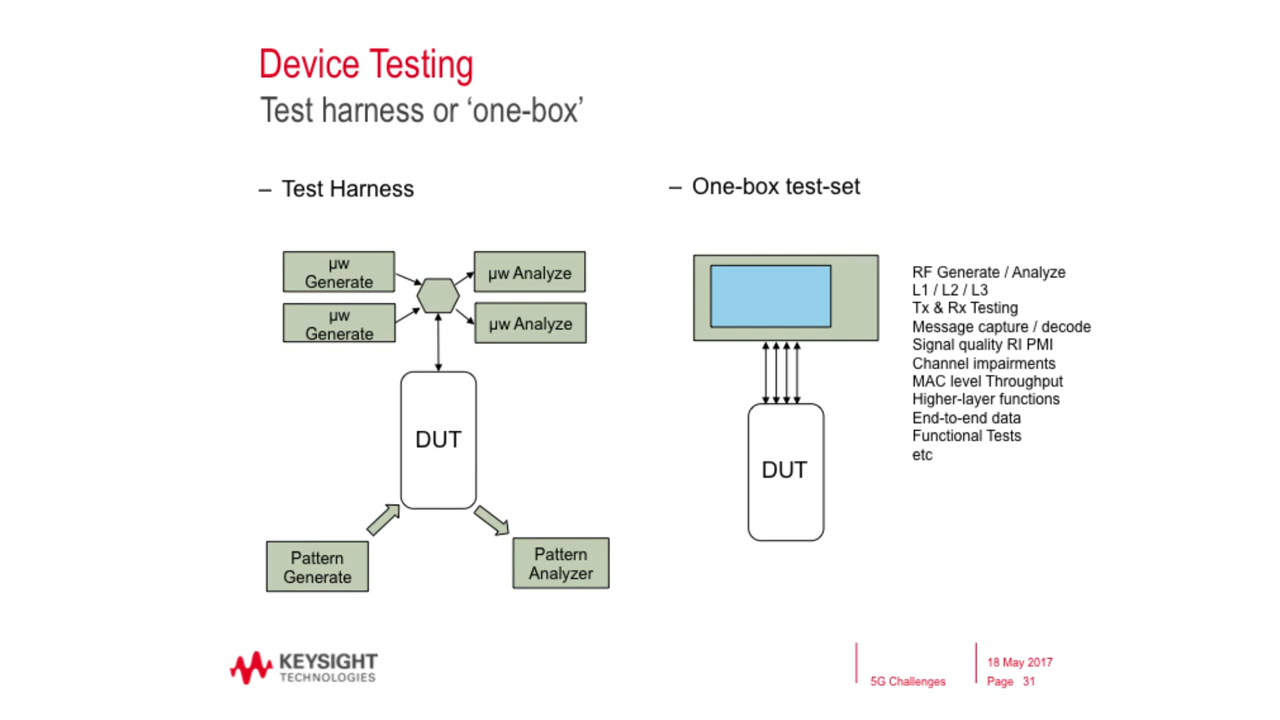 Device Testing
Test harness or ‘one-box’
– Test Harness
µw
Generate
µw
Generate
µw Analyze
µw Analyze
DUT
Pattern
Generate
Pattern
Analyzer
– One-box test-set
DUT
RF Generate / Analyze
L1 / L2 / L3
Tx & Rx Testing
Message capture / decode
Signal quality RI PMI
Channel impairments
MAC level Throughput
Higher-layer functions
End-to-end data
Functional Tests
etc
KEYSIGHT
TECHNOLOGIES
5G Challenges
18 May 2017
Page 31